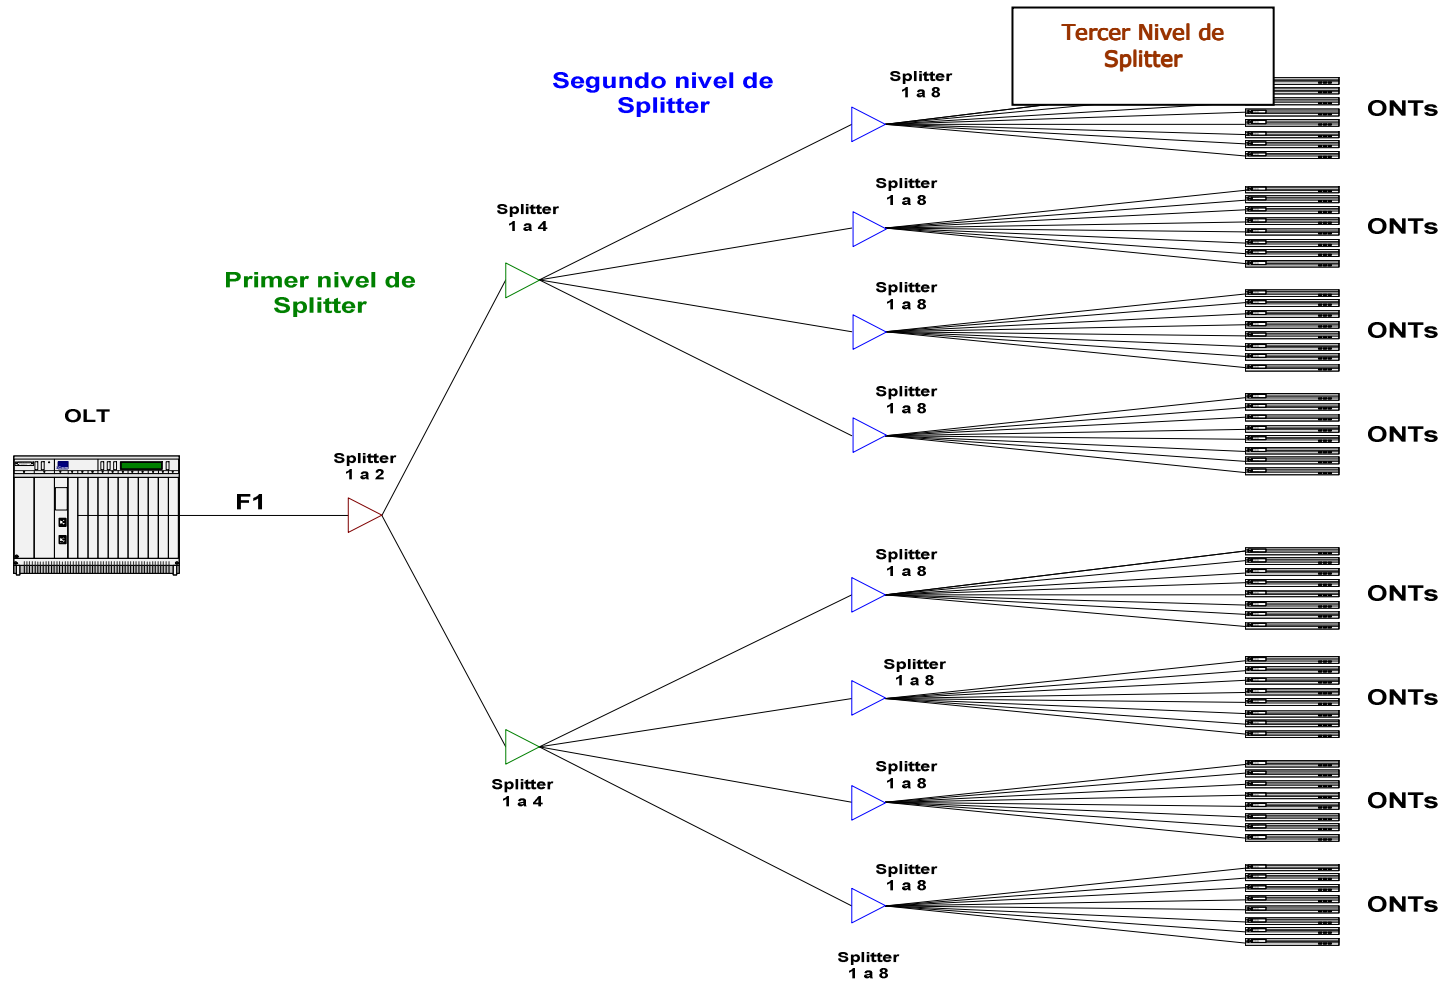 Tercer Nivel de
Splitter
Segundo nivel de
Splitter
Splitter
1 a 8
ONTs
Splitter
1 a 8
Splitter
1 a 4
ONTs
Primer nivel de
Splitter
Splitter
1 a 8
ONTs
Splitter
1 a 8
OLT
ONTs
Splitter
1 a 2
F1
Splitter
1 a 8
ONTs
Splitter
1 a 8
ONTs
Splitter
1 a 4
Splitter
1 a 8
ONTs
Splitter
1 a 8
ONTs
Splitter
1 a 8